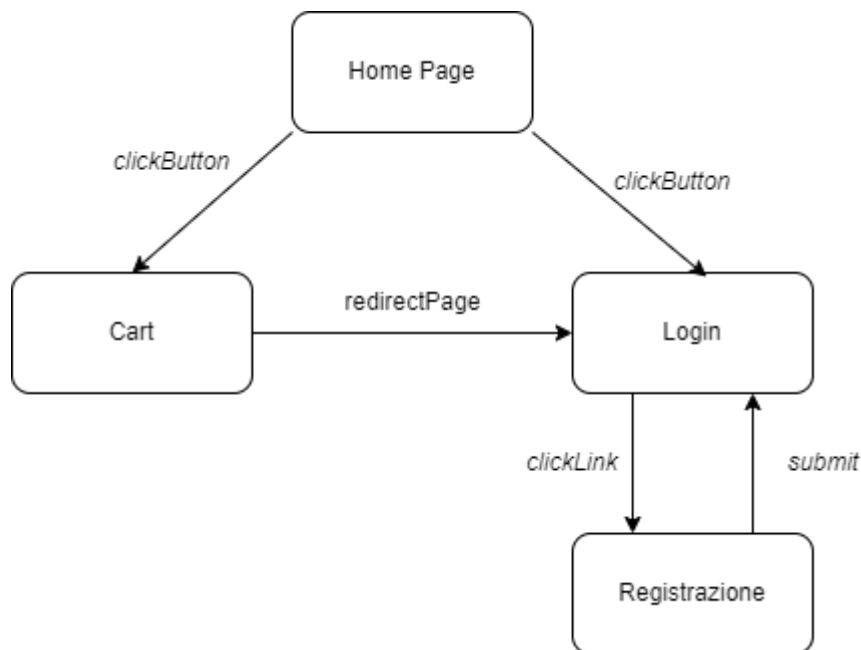 Home Page
clickButton
clickButton
Cart
redirectPage
Login
clickLink
submit
Registrazione